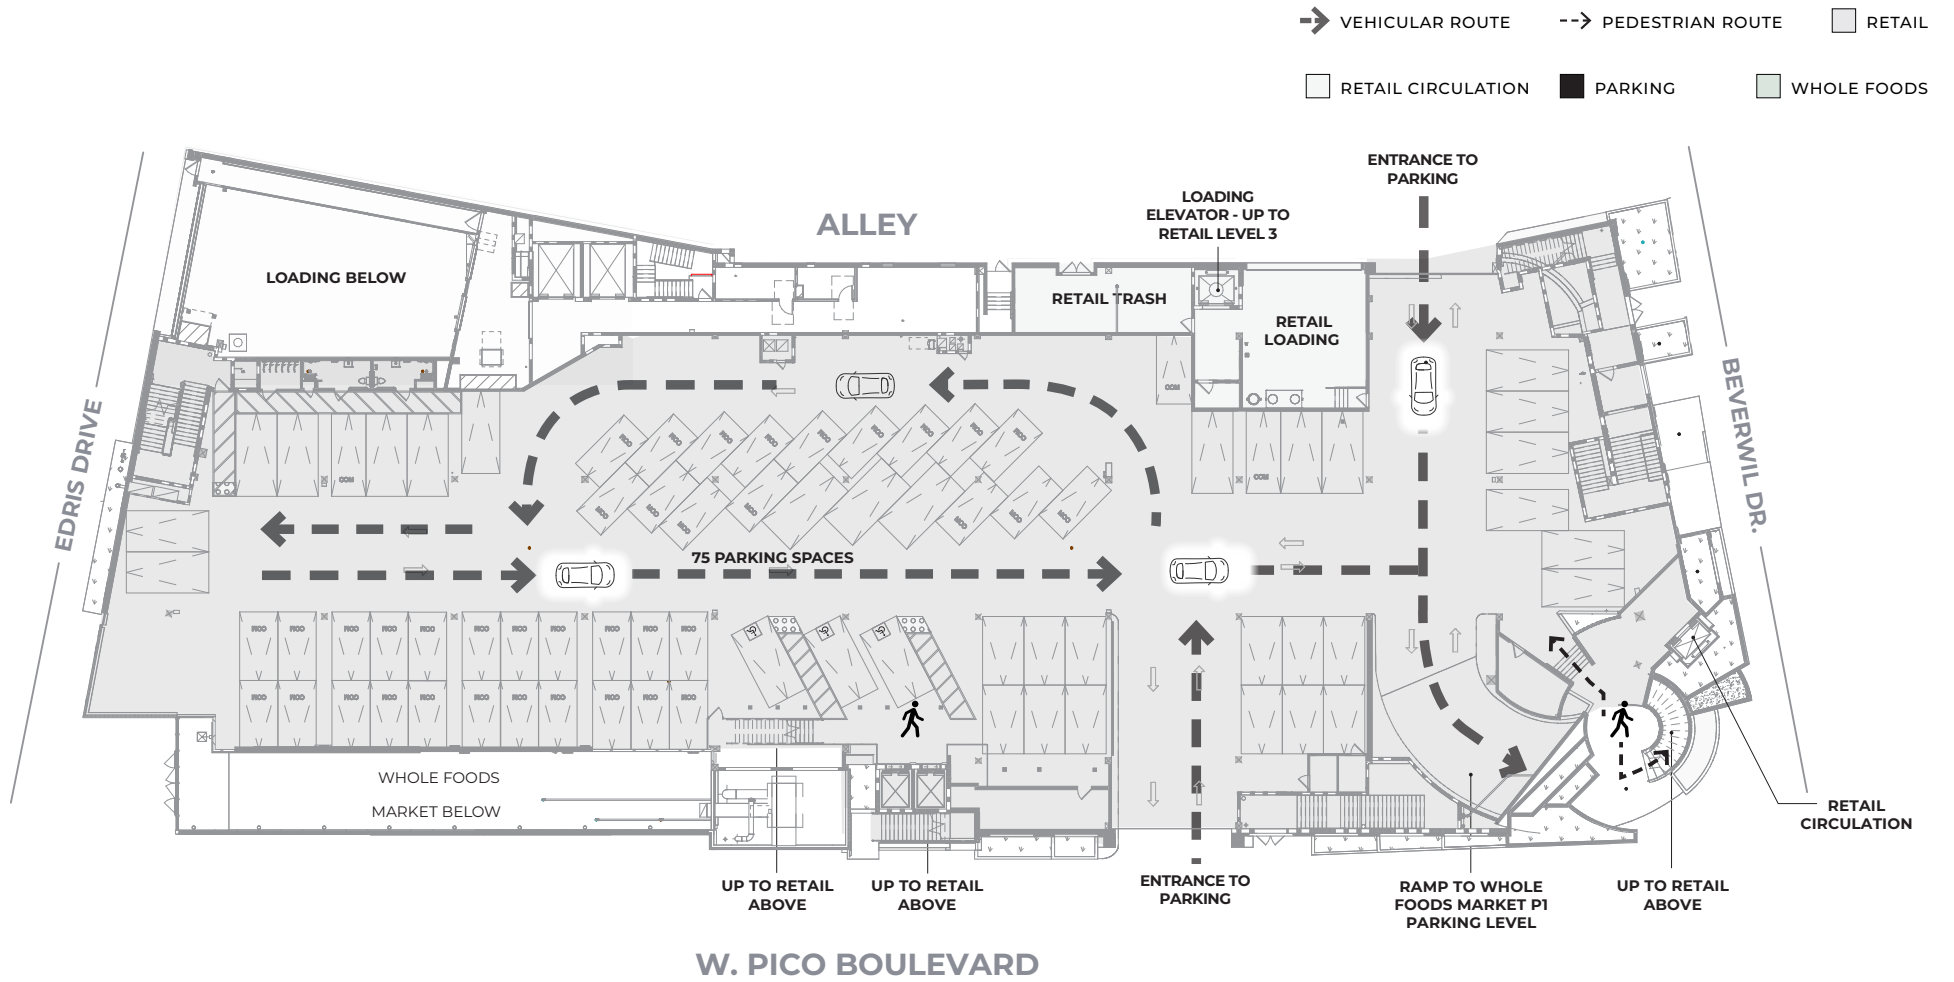 VEHICULAR ROUTE
PEDESTRIAN ROUTE
RETAIL
RETAIL CIRCULATION
PARKING
WHOLE FOODS
ENTRANCE TO
PARKING
LOADING
ELEVATOR - UP TO
RETAIL LEVEL 3
ALLEY
LOADING BELOW
RETAIL TRASH
RETAIL
LOADING
EDRIS DRIVE
BEVERWIL DR.
75 PARKING SPACES
WHOLE FOODS
MARKET BELOW
RETAIL
CIRCULATION
UP TO RETAIL
ABOVE
UP TO RETAIL
ABOVE
ENTRANCE TO
PARKING
RAMP TO WHOLE
FOODS MARKET P1
PARKING LEVEL
UP TO RETAIL
ABOVE
W. PICO BOULEVARD